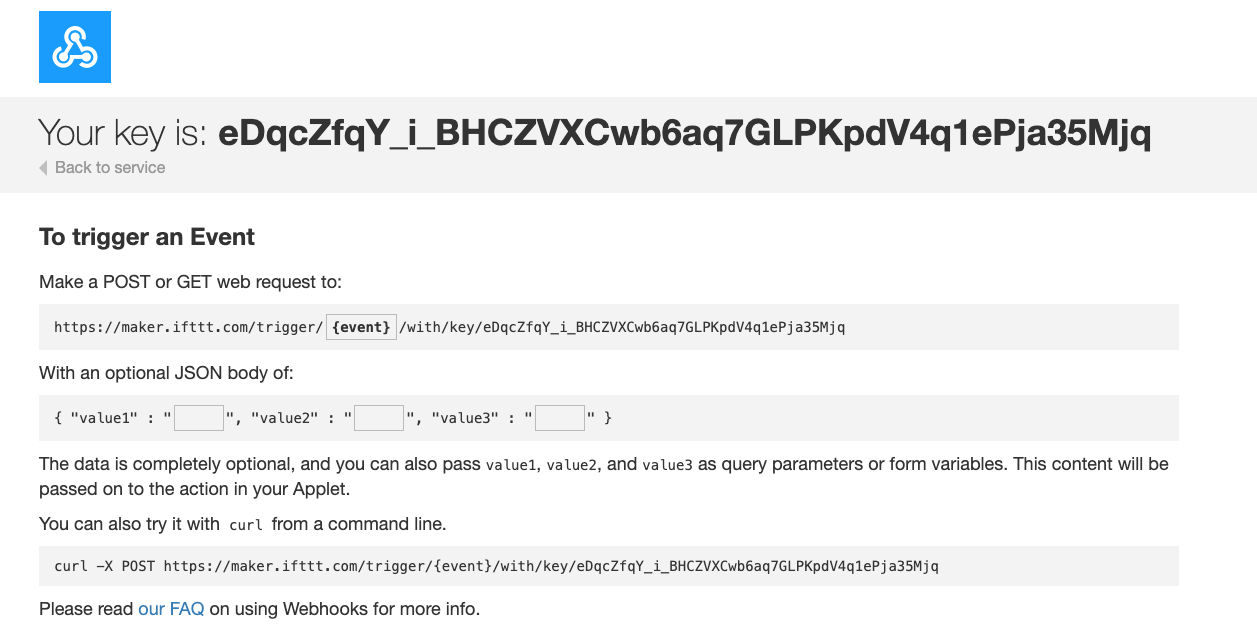 Your key is: eDqcZfqY_i_BHCZVXCwb6aq7GLPKpdV4q1ePja35Mjq
Back to service
To trigger an Event
Make a POST or GET web request to:
https://maker.ifttt.com/trigger/{event}/with/key/eDqcZfqY_i_BHCZVXCwb6aq7GLPKpdV4q1ePja35Mjq
With an optional JSON body of:
{ "value1" : "", "value2" : "", "value3" : "" }
The data is completely optional, and you can also pass value1, value2, and value3 as query parameters or form variables. This content will be
passed on to the action in your Applet.
You can also try it with curl from a command line.
curl -X POST https://maker.ifttt.com/trigger/{event}/with/key/eDqcZfqY_i_BHCZVXCwb6aq7GLPKpdV4q1ePja35Mjq
Please read our FAQ on using Webhooks for more info.